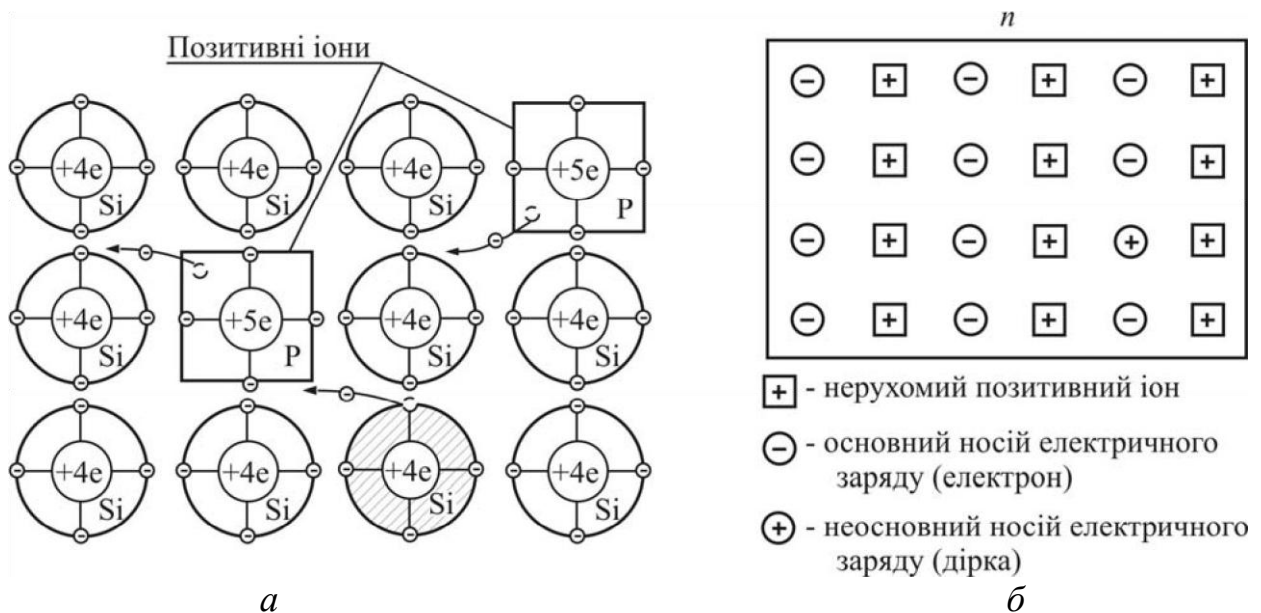 n
Позитивні іони
+4e
Si
+4e
Si
+4e
Si
+5e
P
+4e
Si
+5e
P
+4e
Si
+4e
Si
+4e
Si
+4e
Si
+4e
Si
+4e
Si
- + - + - +
- + - + - +
- + - + + +
- + - + - +
+ - нерухомий позитивний іон
- - основний носій електричного
заряду (електрон)
+ - неосновний носій електричного
заряду (дірка)
а
б